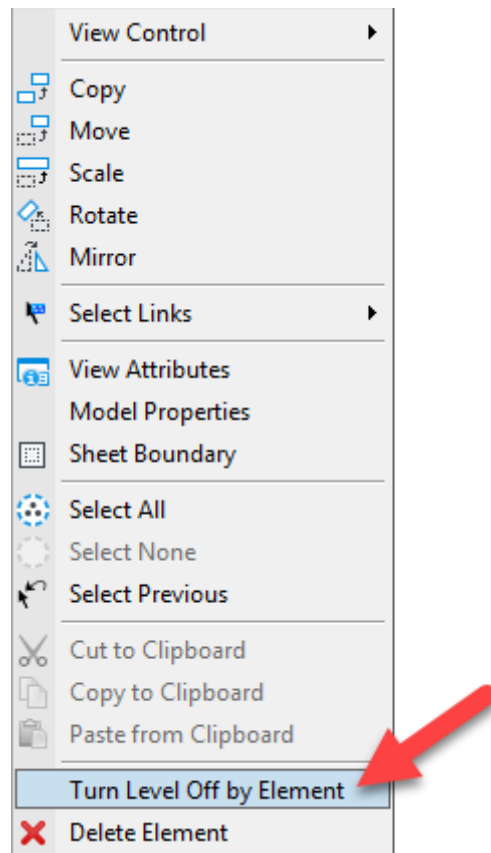 View Control
Copy
Move
Scale
Rotate
Mirror
Select Links
View Attributes
Model Properties
Sheet Boundary
Select All
Select None
Select Previous
Cut to Clipboard
Copy to Clipboard
Paste from Clipboard
Turn Level Off by Element
Delete Element